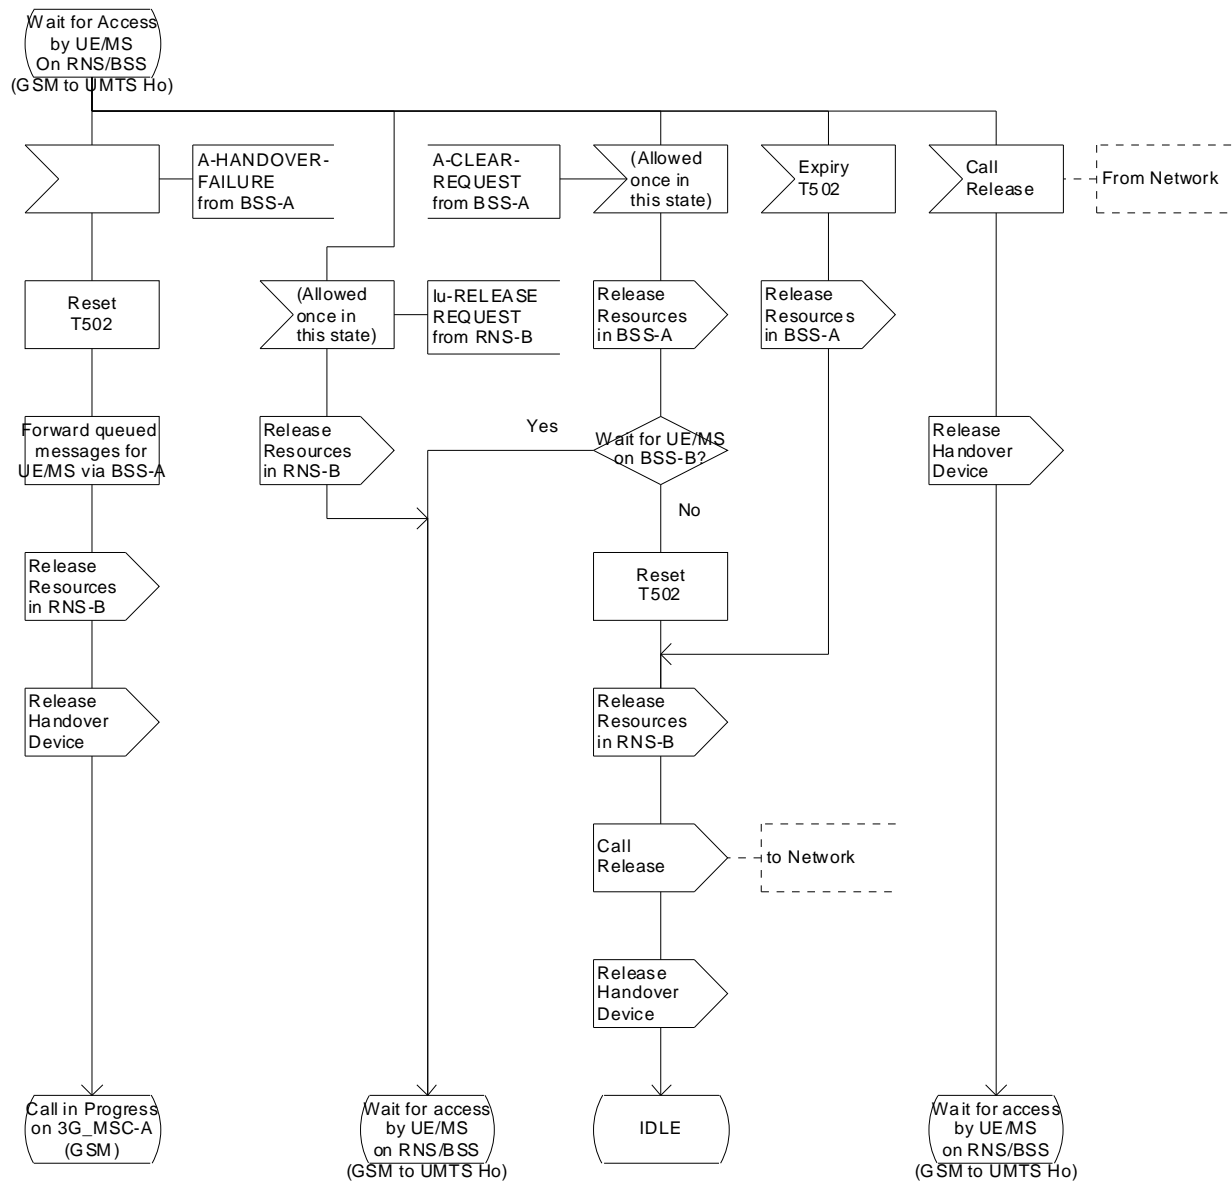 Wait for Access
by UE/MS
On RNS/BSS
(GSM to UMTS Ho)
A-HANDOVER-
FAILURE
from BSS-A
A-CLEAR-
REQUEST
from BSS-A
(Allowed
once in
this state)
Expiry
T502
Call
Release
From Network
Reset
T502
(Allowed
once in
this state)
Iu-RELEASE
REQUEST
from RNS-B
Release
Resources
in BSS-A
Release
Resources
in BSS-A
Forward queued
messages for
UE/MS via BSS-A
Release
Resources
in RNS-B
Yes
Wait for UE/MS
on BSS-B?
No
Release
Handover
Device
Release
Resources
in RNS-B
Reset
T502
Release
Handover
Device
Release
Resources
in RNS-B
Call
Release
to Network
Release
Handover
Device
Call in Progress
on 3G_MSC-A
(GSM)
Wait for access
by UE/MS
on RNS/BSS
(GSM to UMTS Ho)
IDLE
Wait for access
by UE/MS
on RNS/BSS
(GSM to UMTS Ho)